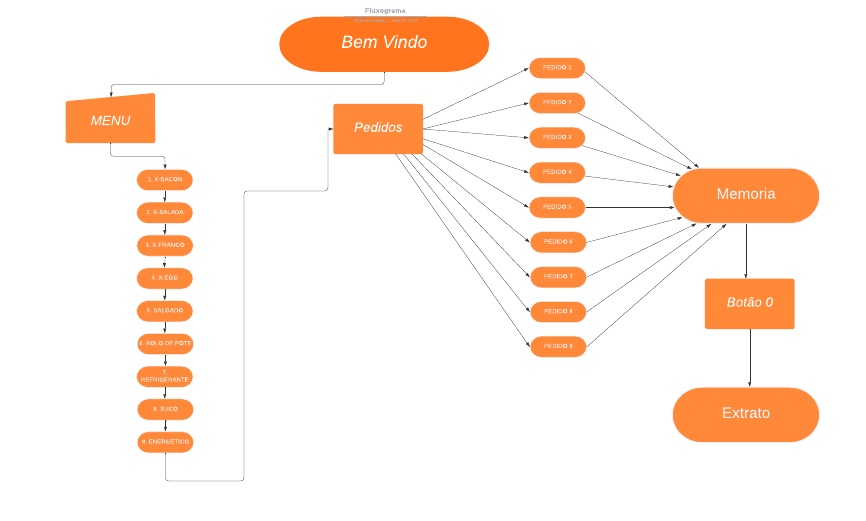 Fluxograma
Bem Vindo
MENU
1. X-BACON
2. X-SALADA
3. X-FRANGO
4. X-EGG
5. SALGADO
6. BOLO DE POTE
7.
REFRIGERANTE
8. SUCO
9. ENERGETICO
Pedidos
PEDIDO 1
PEDIDO 2
PEDIDO 3
PEDIDO 4
PEDIDO 5
PEDIDO 6
PEDIDO 7
PEDIDO 8
PEDIDO 9
Memoria
Botão 0
Extrato